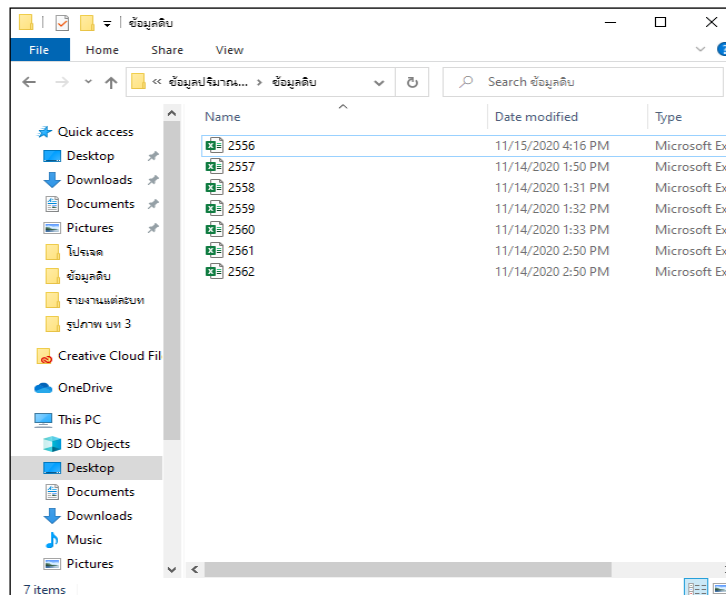 ข้อมูลดิบ
File Home Share View
« ข้อมูลปริมาณ... › ข้อมูลดิบ Search ข้อมูลดิบ
Name Date modified Type
Quick access
Desktop
Downloads
Documents
Pictures
โปรเจค
ข้อมูลดิบ
รายงานแต่ละบท
รูปภาพ บท 3
Creative Cloud Fil
OneDrive
This PC
3D Objects
Desktop
Documents
Downloads
Music
Pictures
2556 11/15/2020 4:16 PM Microsoft Ex
2557 11/14/2020 1:50 PM Microsoft Ex
2558 11/14/2020 1:31 PM Microsoft Ex
2559 11/14/2020 1:32 PM Microsoft Ex
2560 11/14/2020 1:33 PM Microsoft Ex
2561 11/14/2020 2:50 PM Microsoft Ex
2562 11/14/2020 2:50 PM Microsoft Ex
7 items